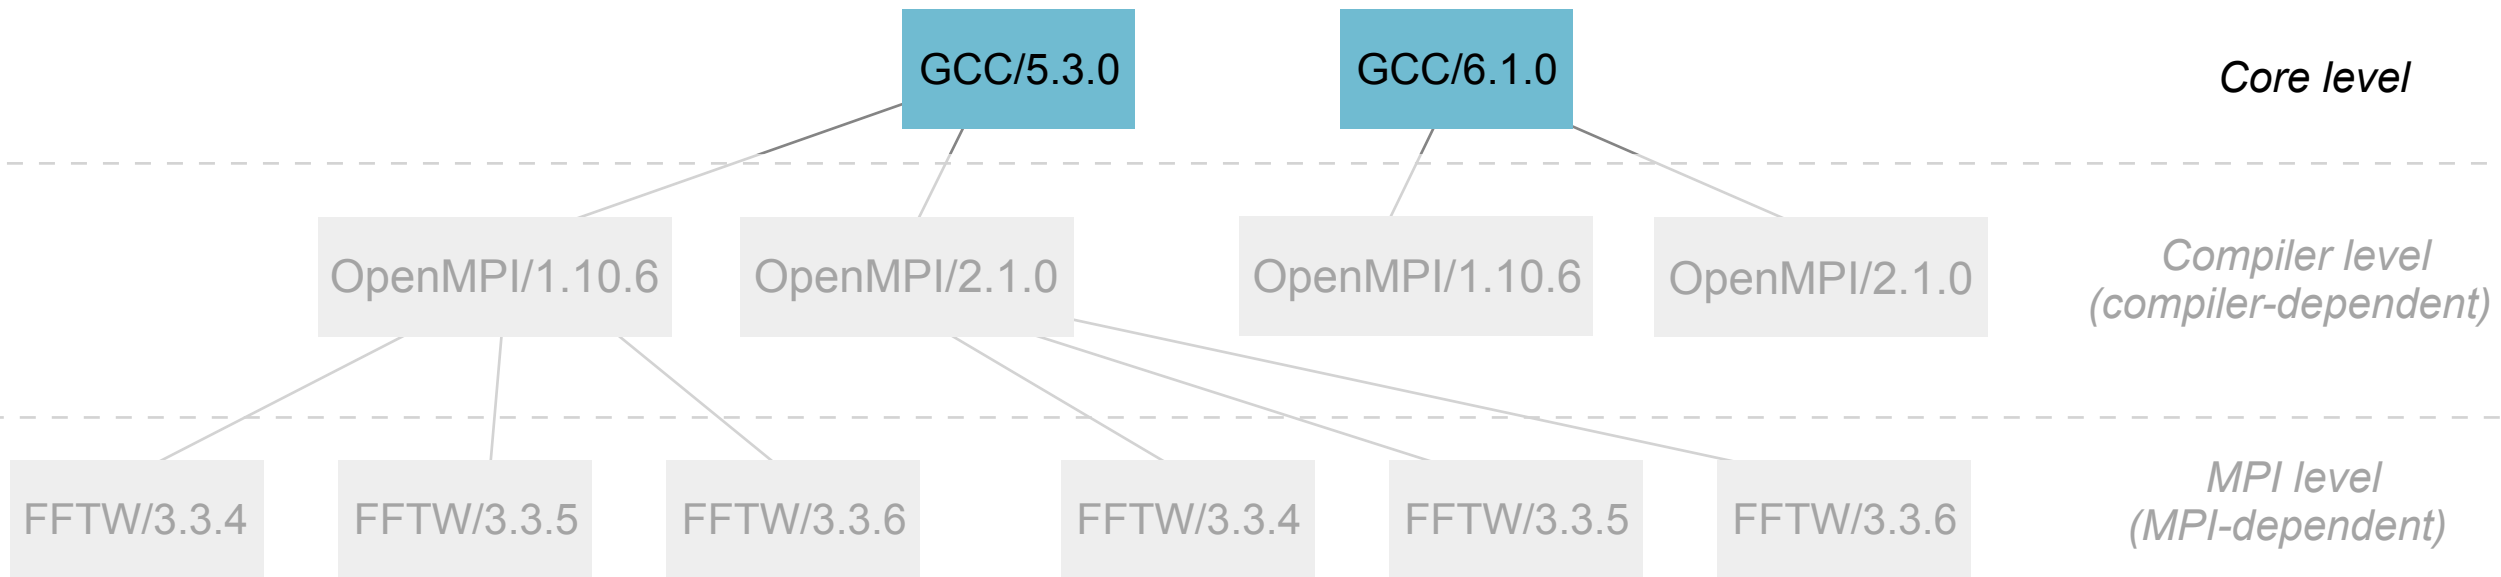 GCC/5.3.0
GCC/6.1.0
Core level
OpenMPI/1.10.6
OpenMPI/2.1.0
OpenMPI/1.10.6
OpenMPI/2.1.0
Compiler level
(compiler-dependent)
FFTW/3.3.4
FFTW/3.3.5
FFTW/3.3.6
FFTW/3.3.4
FFTW/3.3.5
FFTW/3.3.6
MPI level
(MPI-dependent)